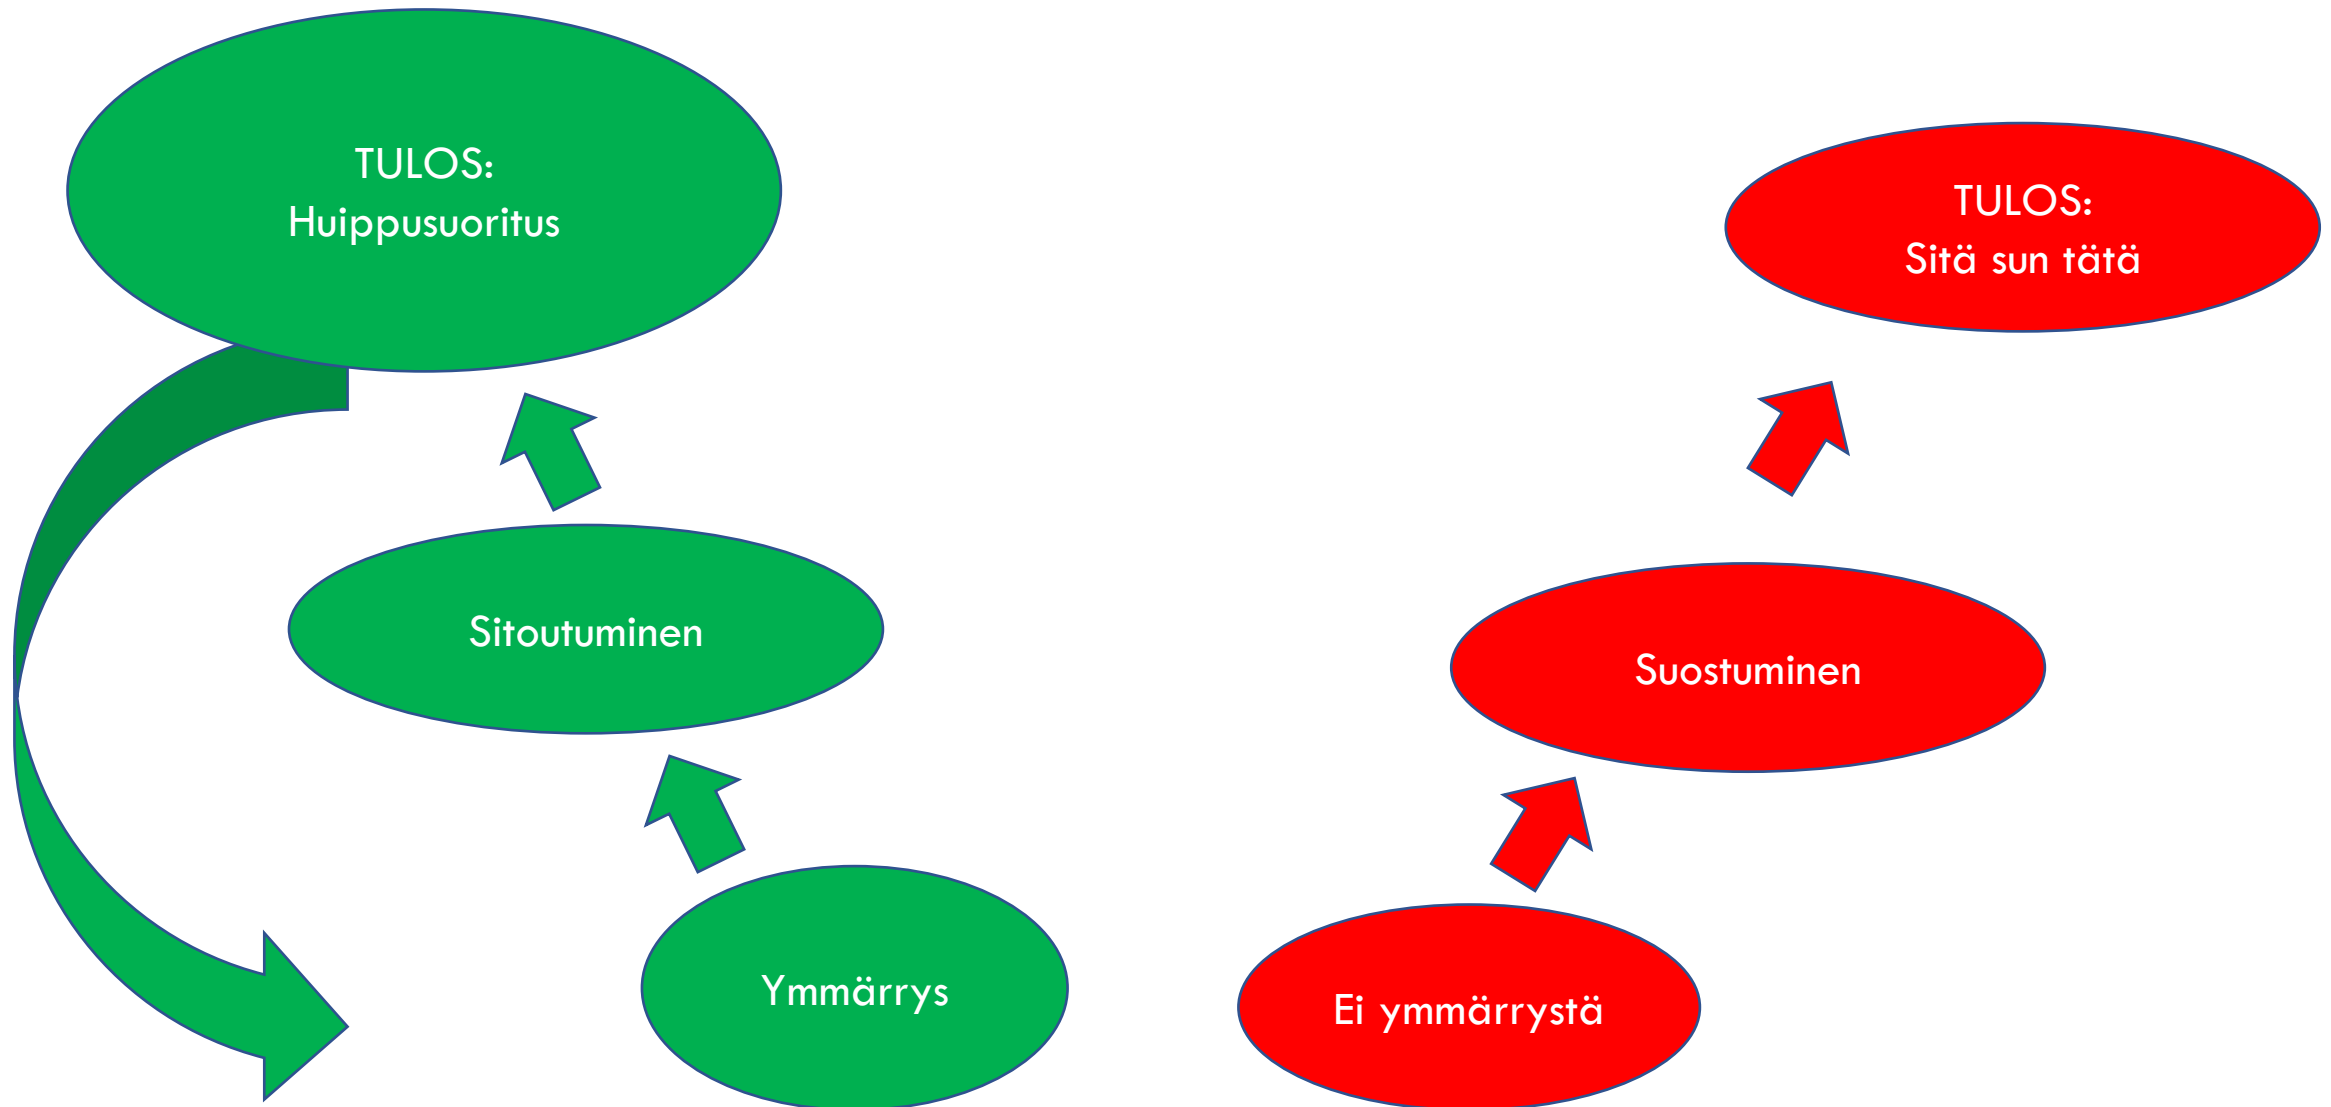 TULOS:
Huippusuoritus
Sitoutuminen
Ymmärrys
TULOS:
Sitä sun tätä
Suostuminen
Ei ymmärrystä